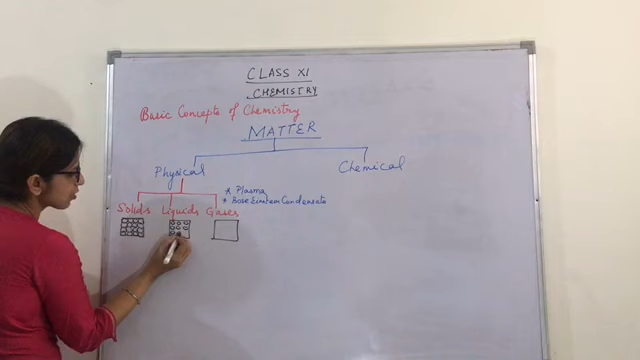 CLASS XI
CHEMISTRY
Basic Concepts of Chemistry
MATTER
Physical Chemical
* Plasma
* Bose Einstein Condensate
Solids Liquids Gases